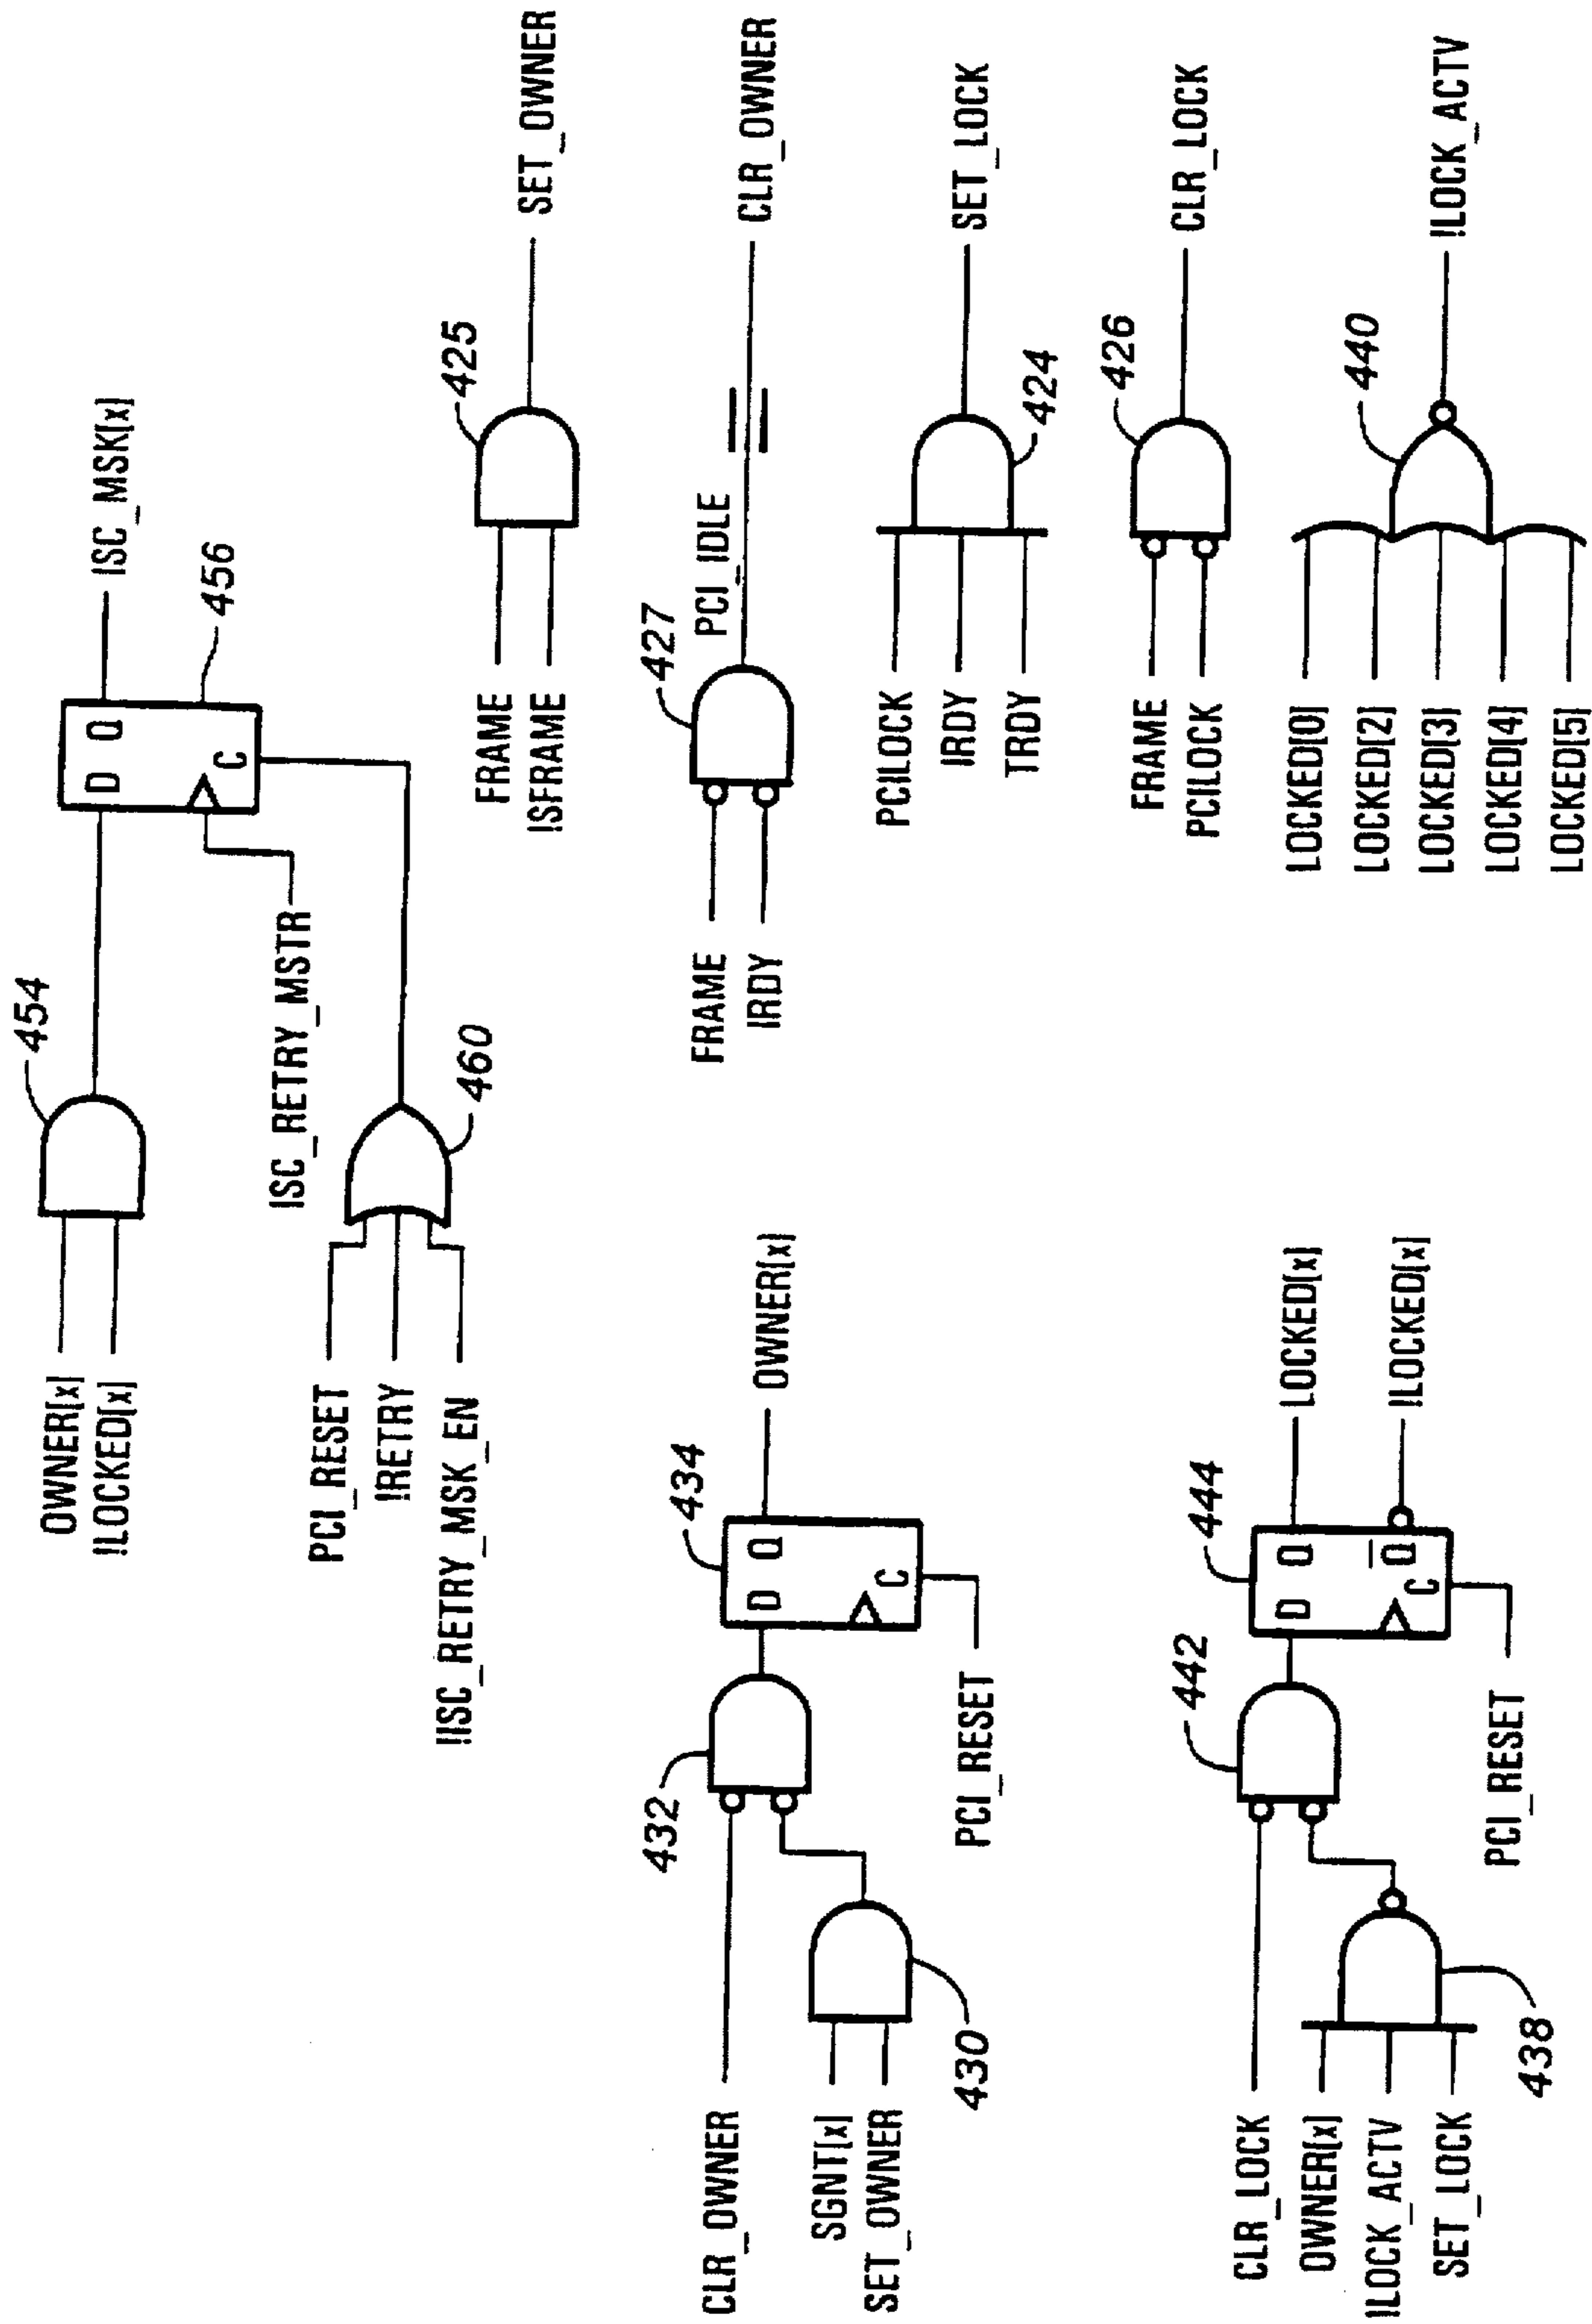 OWNER[x]
!LOCKED[x]
454
D Q
C
ISC_MSK[x]
456
ISC_RETRY_MSTR
PCI_RESET
!RETRY
!ISC_RETRY_MSK_EN
460
FRAME
!SFRAME
425
SET_OWNER
CLR_OWNER
SGNT[x]
SET_OWNER
430
432
D Q
C
434
OWNER[x]
PCI_RESET
FRAME
IRDY
427
PCI_IDLE
CLR_OWNER
PCILOCK
IRDY
TRDY
424
SET_LOCK
FRAME
PCILOCK
426
CLR_LOCK
CLR_LOCK
OWNER[x]
!LOCK_ACTV
SET_LOCK
438
442
D Q
Q
C
444
LOCKED[x]
!LOCKED[x]
PCI_RESET
LOCKED[0]
LOCKED[2]
LOCKED[3]
LOCKED[4]
LOCKED[5]
440
!LOCK_ACTV